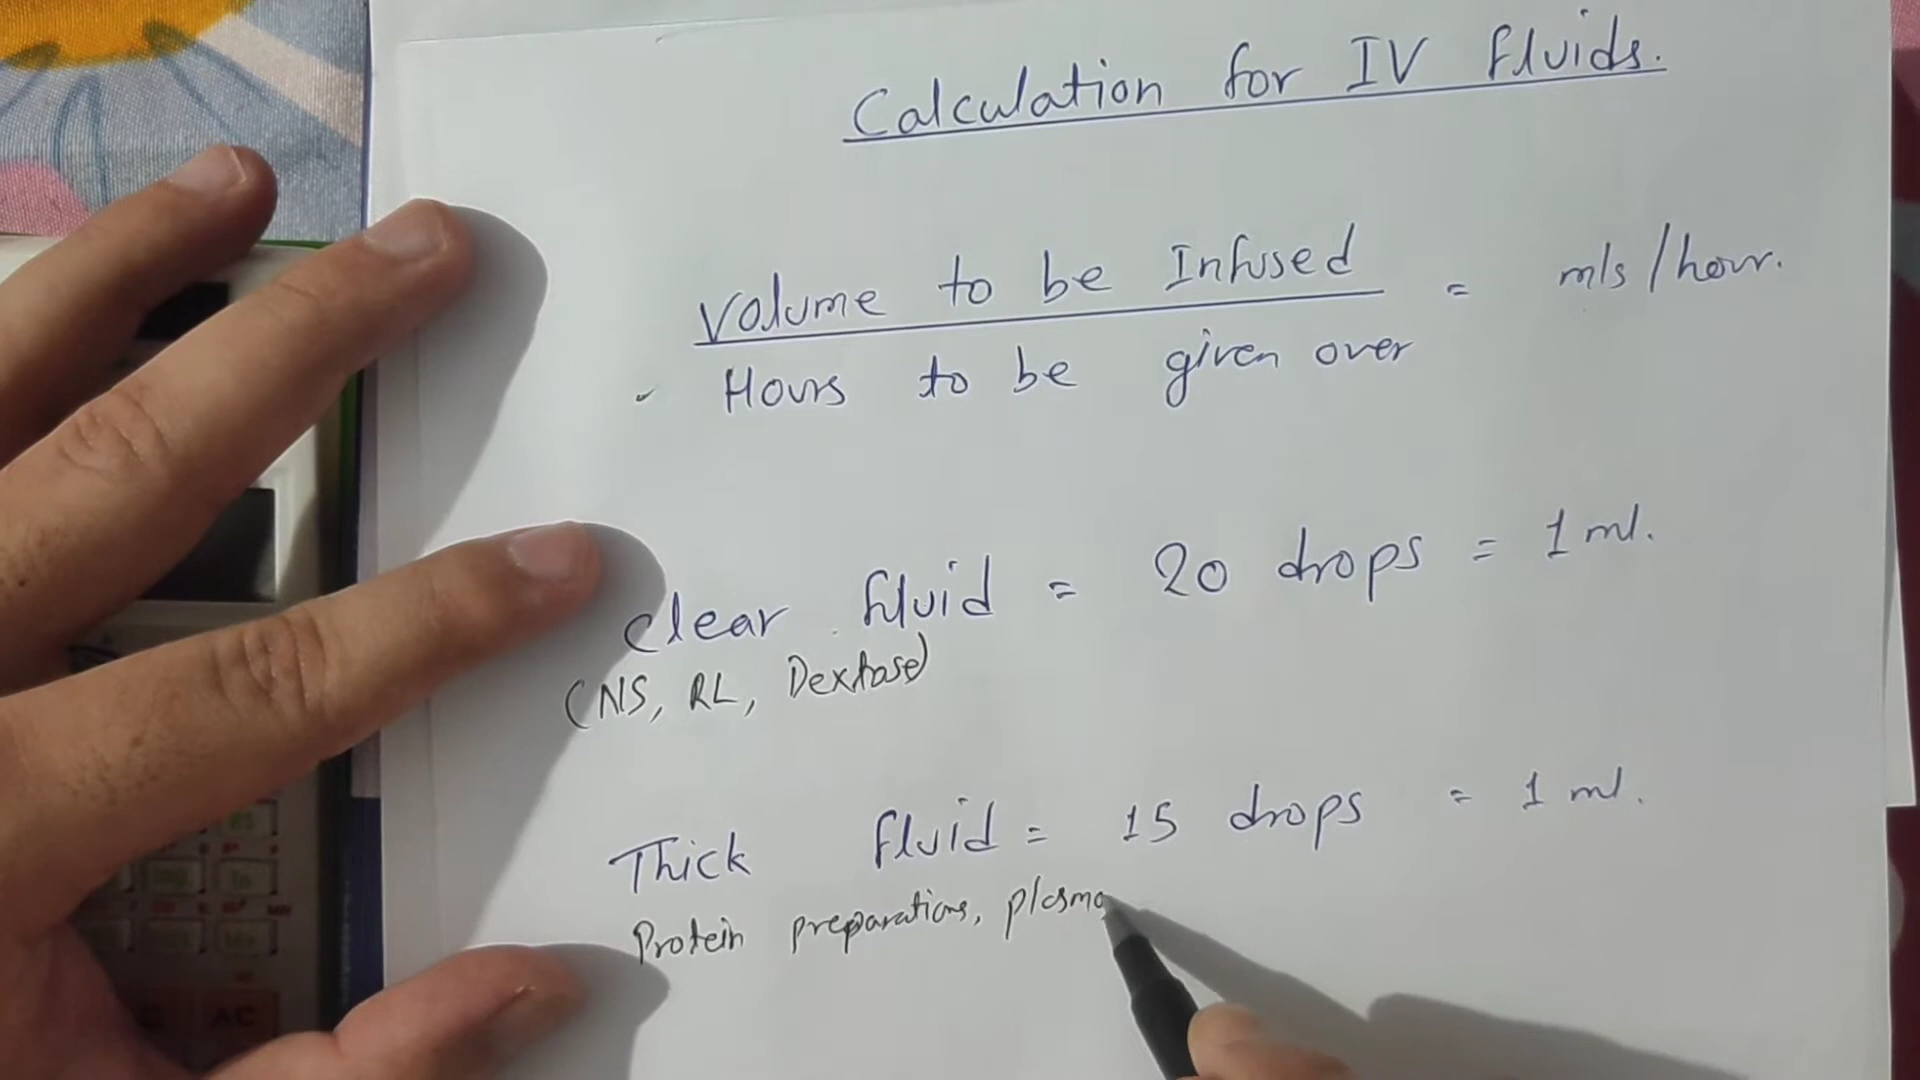 Calculation for IV fluids.
Volume to be Infused = mls/hour.
Hours to be given over
Clear fluid = 20 drops = 1 ml.
(NS, RL, Dextose)
Thick fluid = 15 drops = 1 ml.
Protein preparations, plasma
AC